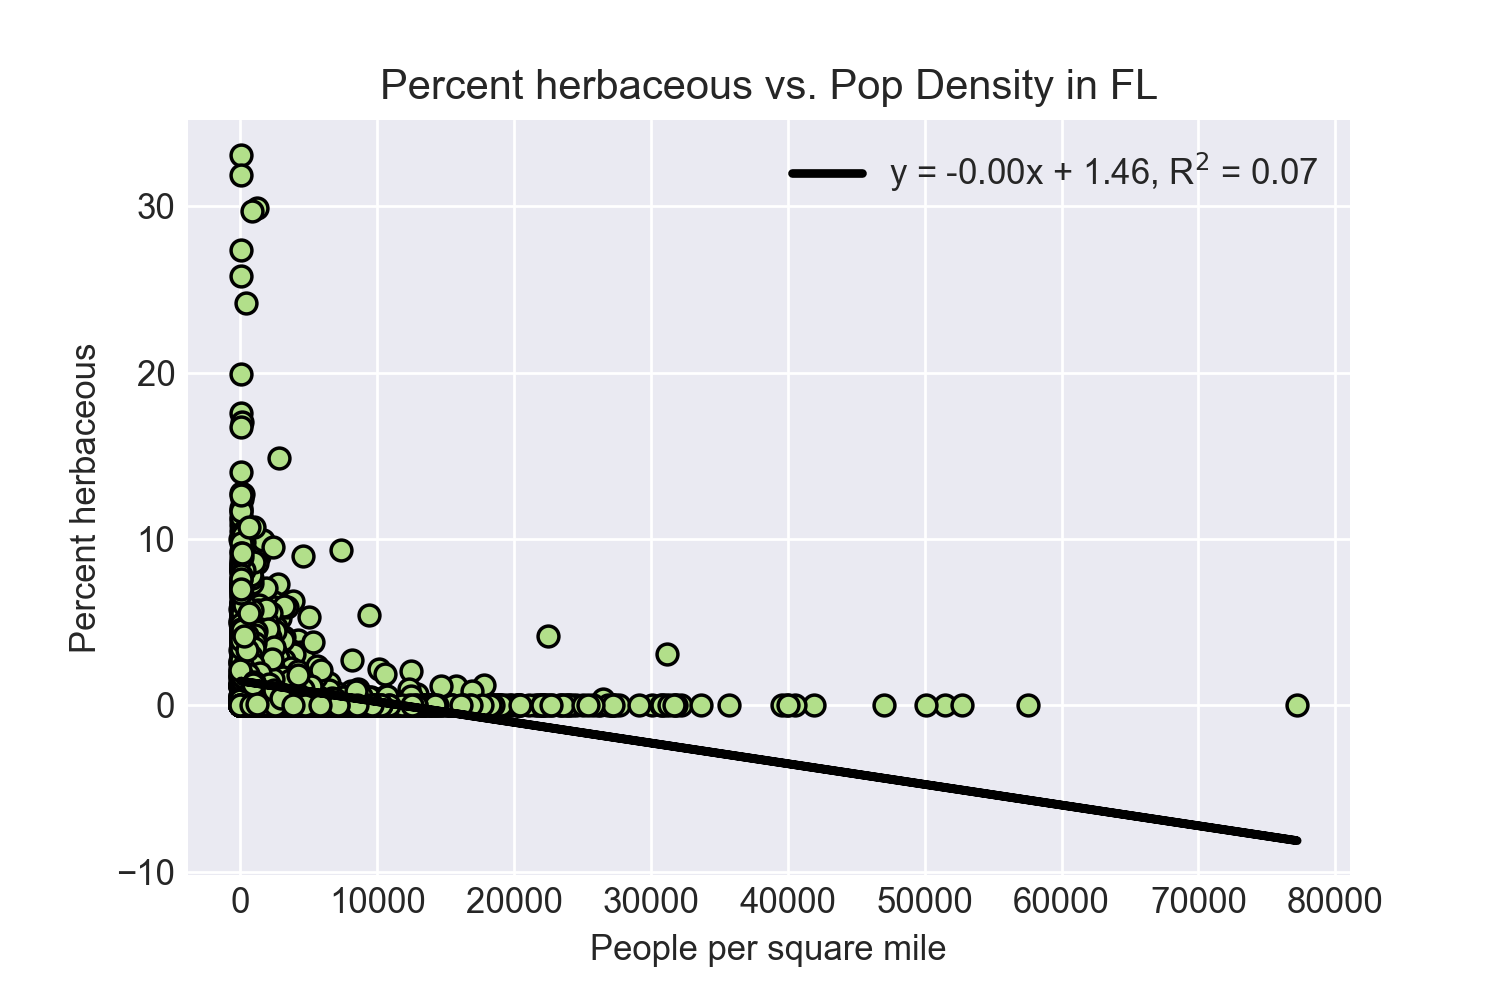 Percent herbaceous vs. Pop Density in FL
y = -0.00x + 1.46, R² = 0.07
30
20
10
0
−10
Percent herbaceous
0 10000 20000 30000 40000 50000 60000 70000 80000
People per square mile